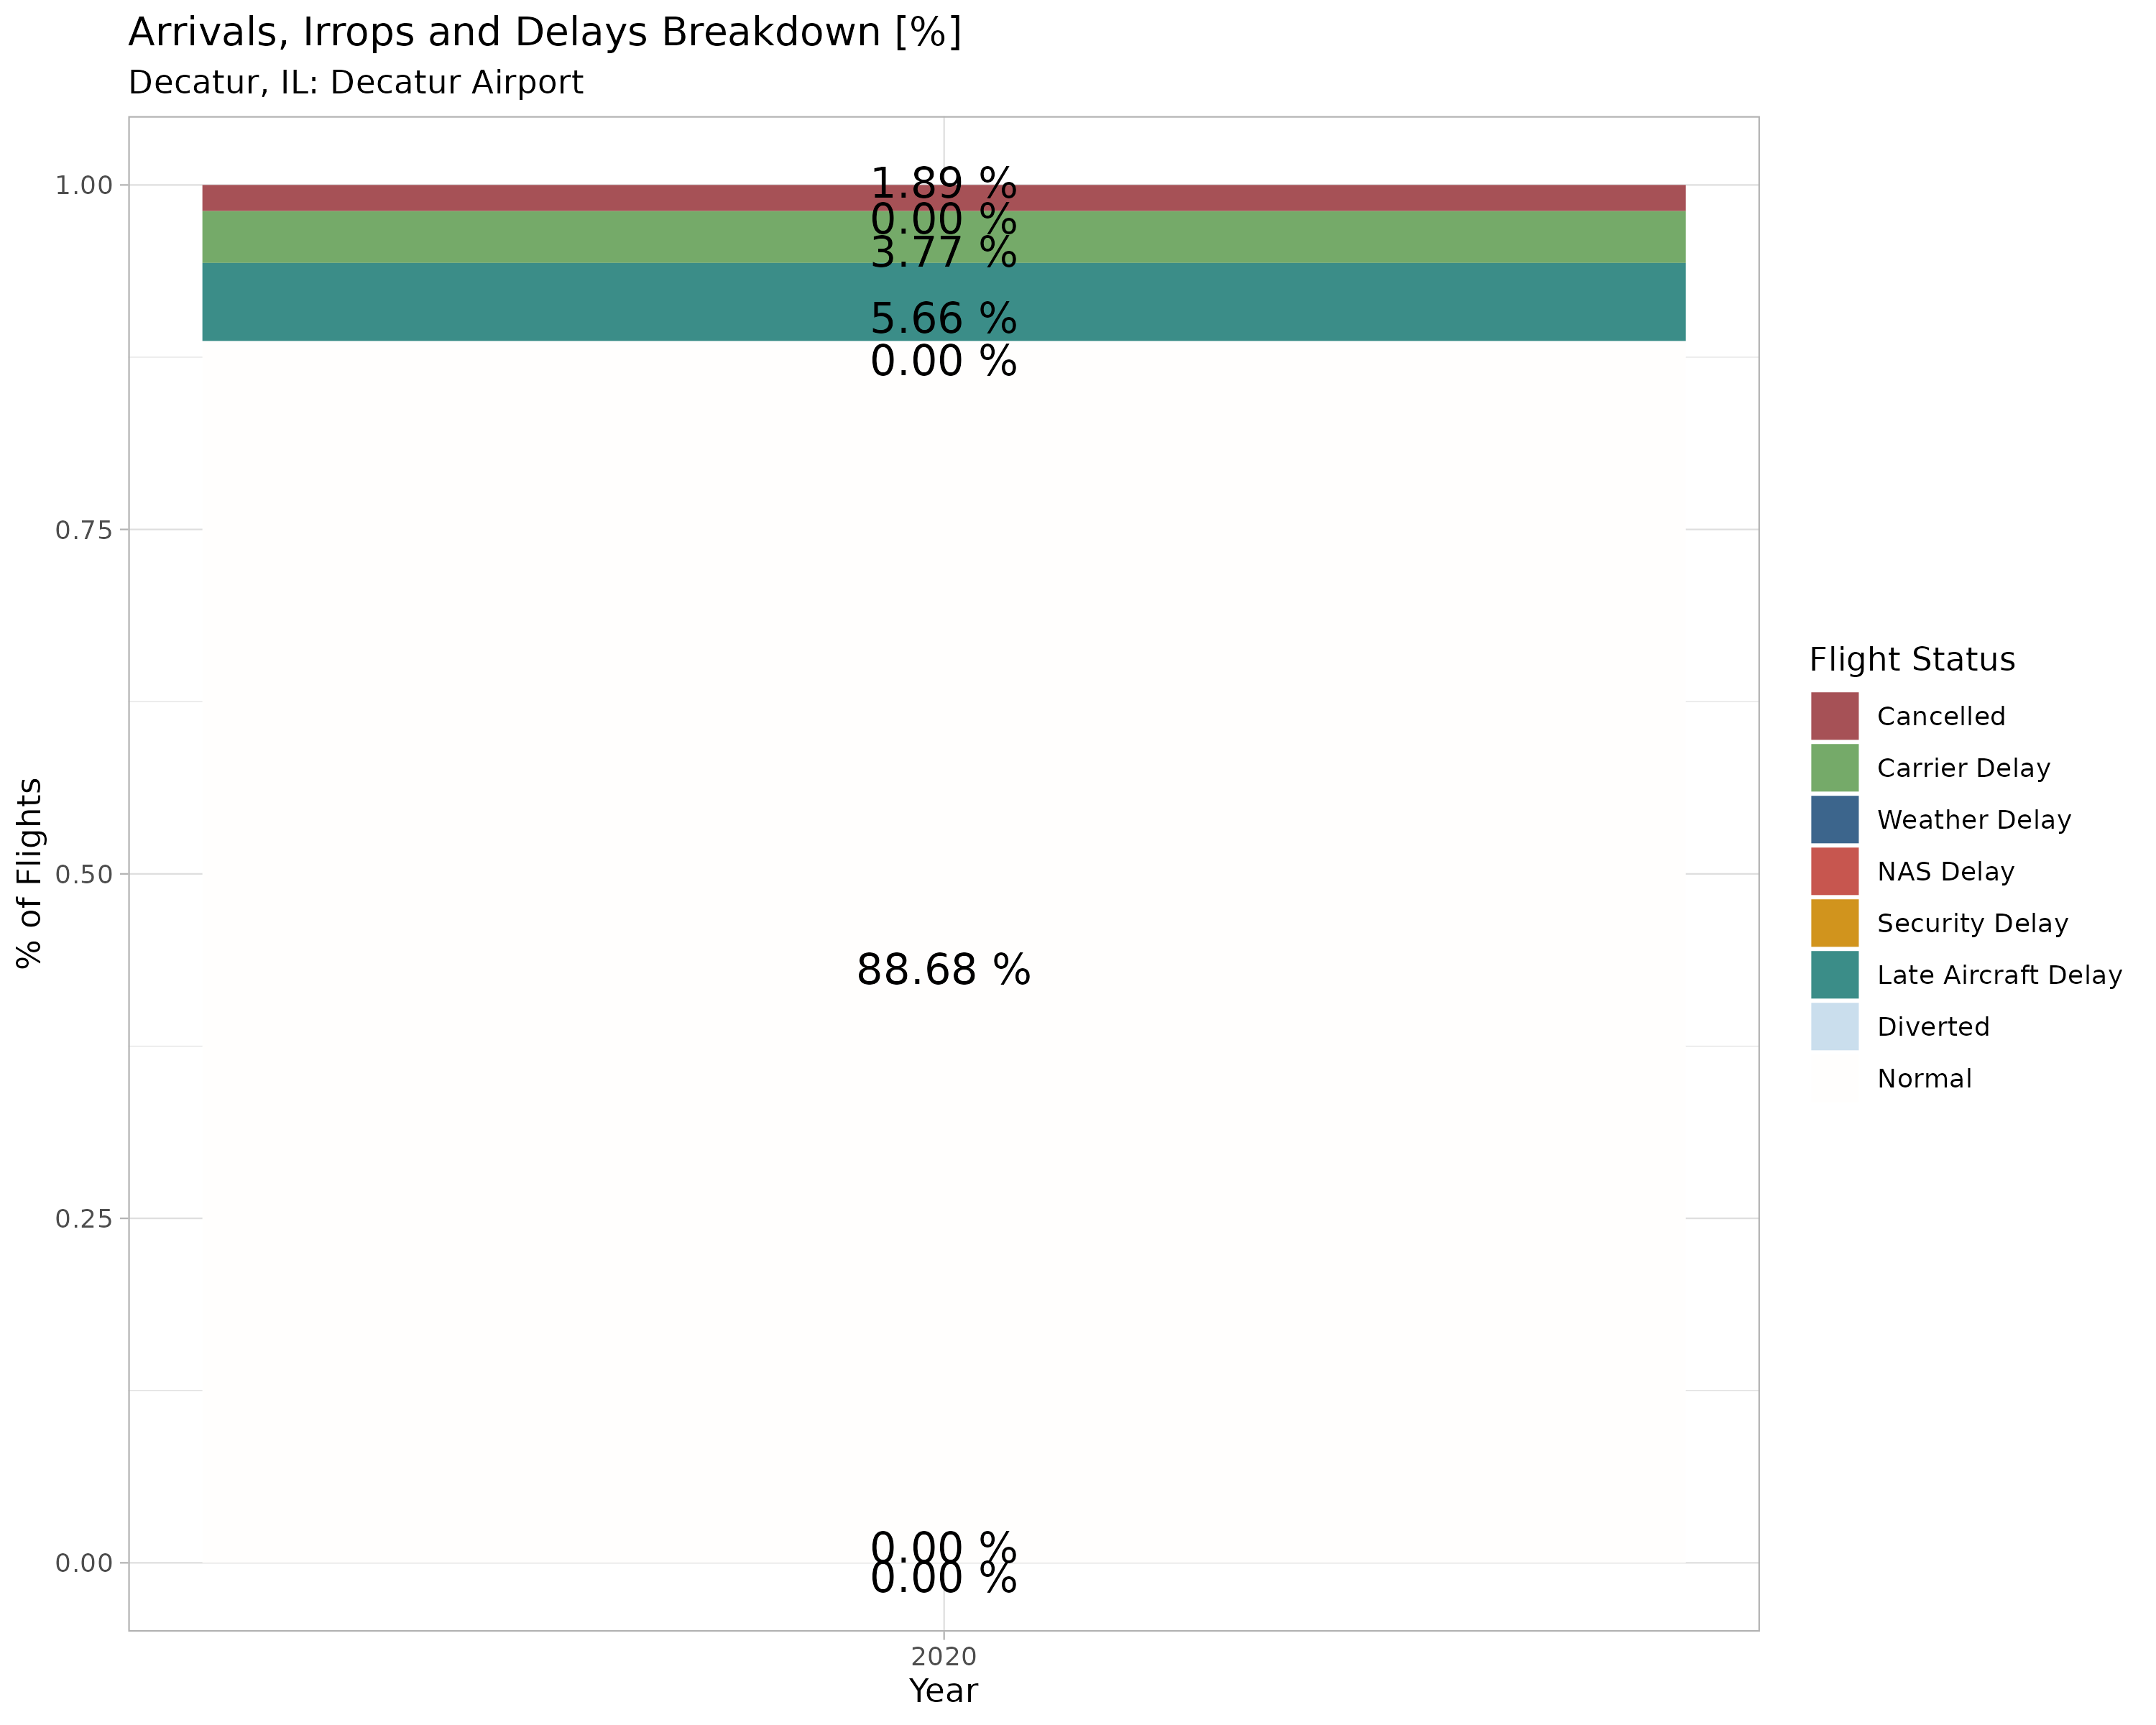 Arrivals, Irrops and Delays Breakdown [%]
Decatur, IL: Decatur Airport
1.00
0.75
0.50
0.25
0.00
% of Flights
1.89 %
0.00 %
3.77 %
5.66 %
0.00 %
88.68 %
0.00 %
0.00 %
2020
Year
Flight Status
Cancelled
Carrier Delay
Weather Delay
NAS Delay
Security Delay
Late Aircraft Delay
Diverted
Normal